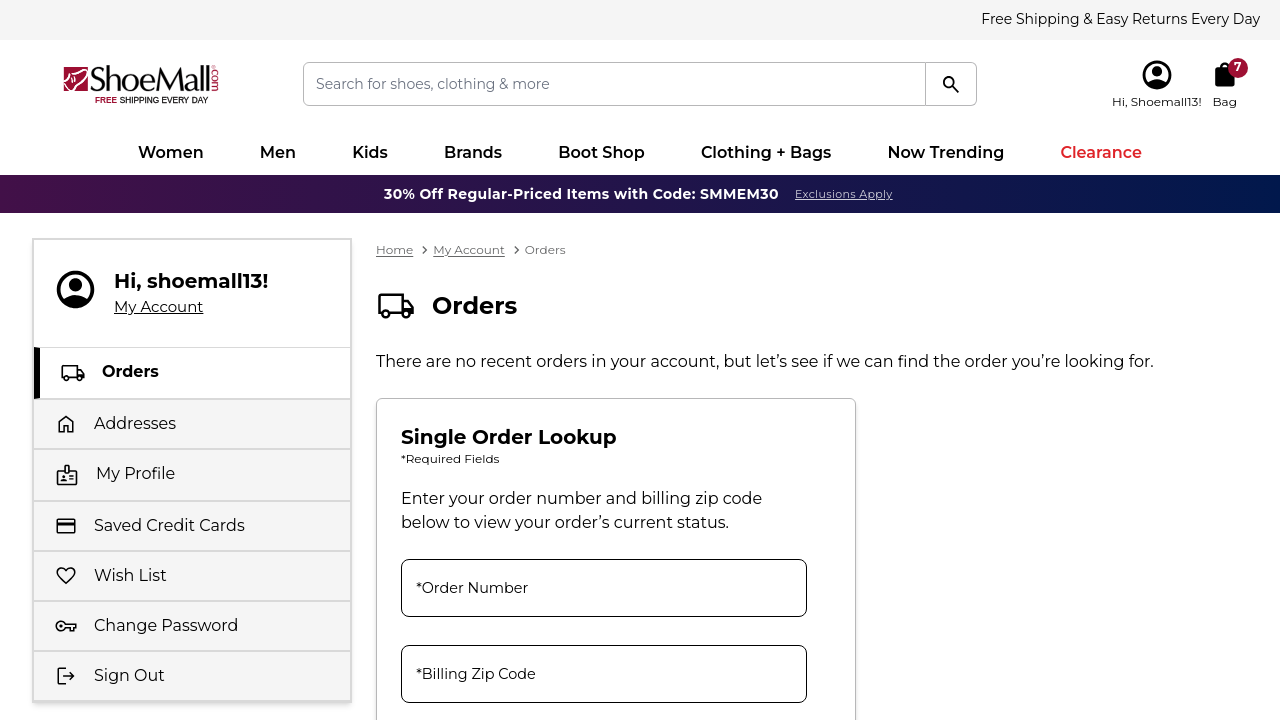 Free Shipping & Easy Returns Every Day
ShoeMall.com
FREE SHIPPING EVERY DAY
Search for shoes, clothing & more
7
Hi, Shoemall13!
Bag
Women
Men
Kids
Brands
Boot Shop
Clothing + Bags
Now Trending
Clearance
30% Off Regular-Priced Items with Code: SMMEM30
Exclusions Apply
Hi, shoemall13!
My Account
Orders
Addresses
My Profile
Saved Credit Cards
Wish List
Change Password
Sign Out
Home
My Account
Orders
Orders
There are no recent orders in your account, but let’s see if we can find the order you’re looking for.
Single Order Lookup
*Required Fields
Enter your order number and billing zip code
below to view your order’s current status.
*Order Number
*Billing Zip Code